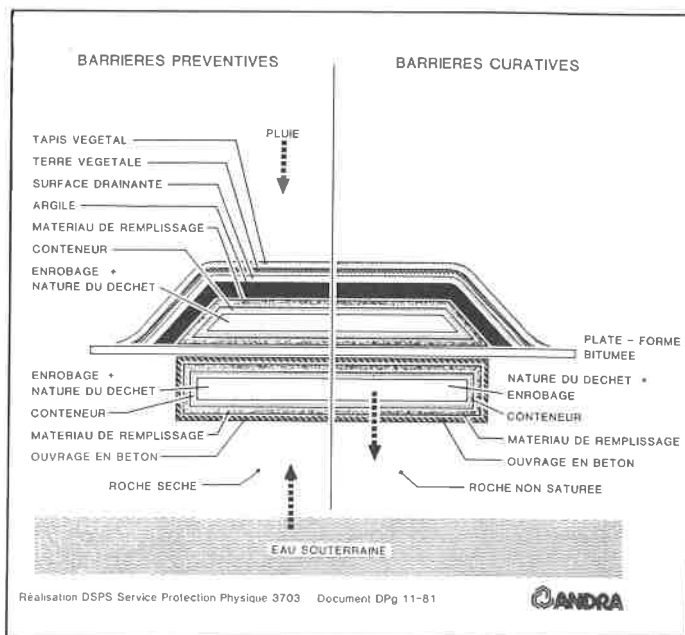 BARRIERES PREVENTIVES
BARRIERES CURATIVES
PLUIE
TAPIS VEGETAL
TERRE VEGETALE
SURFACE DRAINANTE
ARGILE
MATERIAU DE REMPLISSAGE
CONTENEUR
ENROBAGE +
NATURE DU DECHET
PLATE - FORME
BITUMEE
ENROBAGE +
NATURE DU DECHET
CONTENEUR
MATERIAU DE REMPLISSAGE
OUVRAGE EN BETON
NATURE DU DECHET +
ENROBAGE
CONTENEUR
MATERIAU DE REMPLISSAGE
OUVRAGE EN BETON
ROCHE SECHE
ROCHE NON SATUREE
EAU SOUTERRAINE
Réalisation DSPS Service Protection Physique 3703 Document DPg 11-81
ANDRA